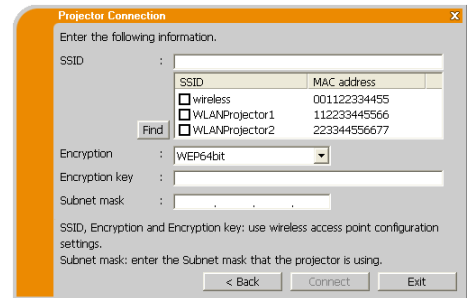 Projector Connection X
Enter the following information.
SSID :
SSID MAC address
wireless 001122334455
WLANProjector1 112233445566
Find WLANProjector2 223344556677
Encryption : WEP64bit
Encryption key :
Subnet mask : . . .
SSID, Encryption and Encryption key: use wireless access point configuration
settings.
Subnet mask: enter the Subnet mask that the projector is using.
< Back Connect Exit